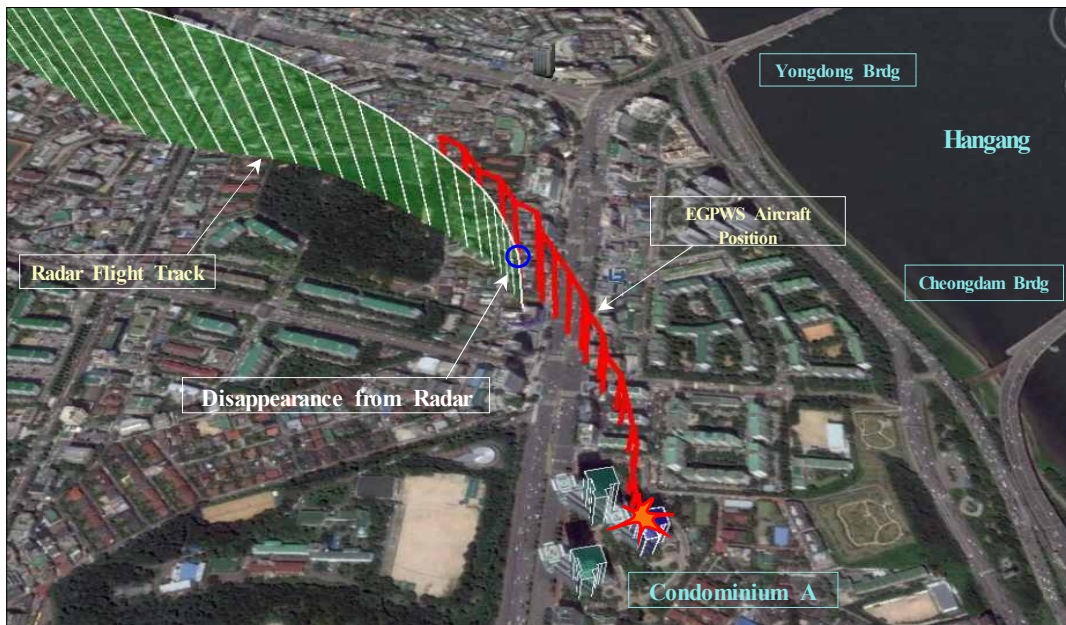 Yongdong Brdg
Hangang
EGPWS Aircraft
Position
Radar Flight Track
Cheongdam Brdg
Disappearance from Radar
Condominium A